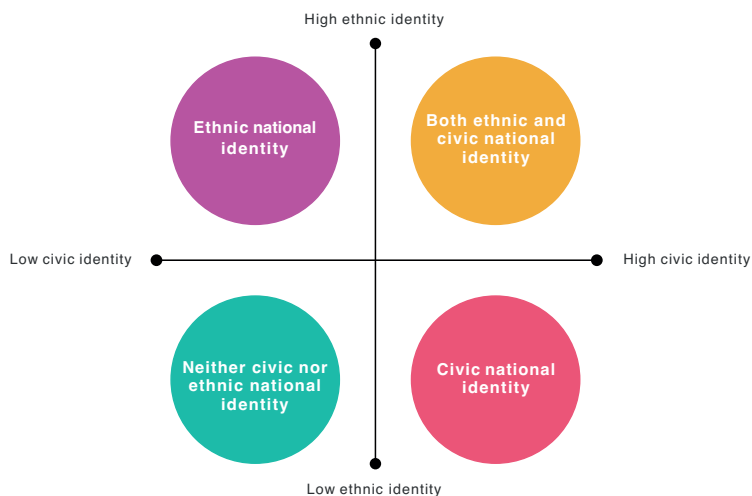 High ethnic identity
Ethnic national
identity
Both ethnic and
civic national
identity
Low civic identity
High civic identity
Neither civic nor
ethnic national
identity
Civic national
identity
Low ethnic identity